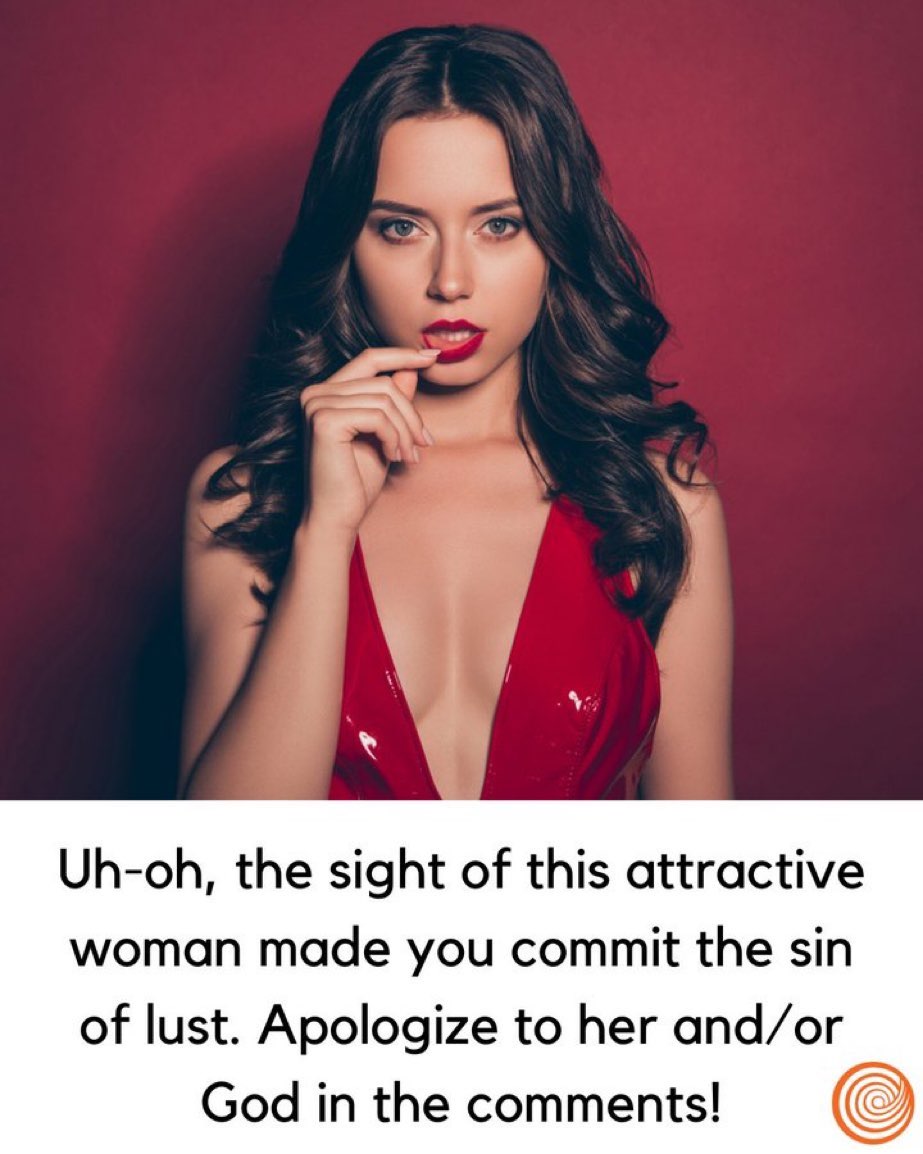 Uh-oh, the sight of this attractive
woman made you commit the sin
of lust. Apologize to her and/or
God in the comments!